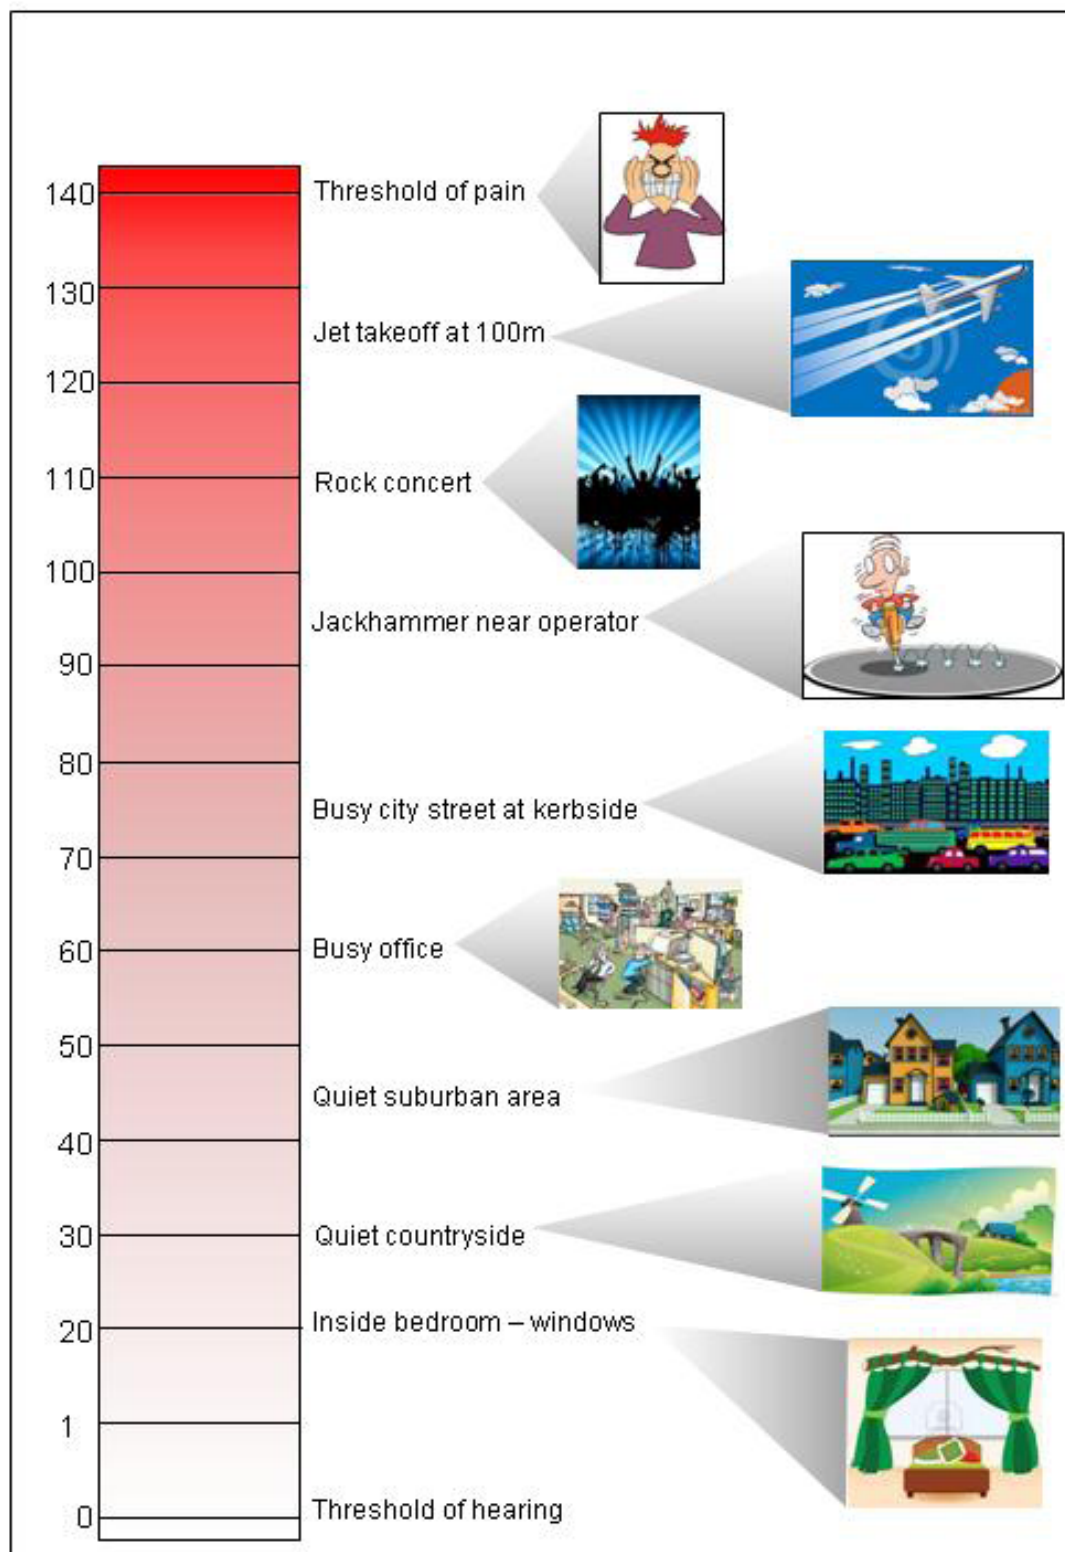 140 Threshold of pain
130
Jet takeoff at 100m
120
110 Rock concert
100
Jackhammer near operator
90
80
Busy city street at kerbside
70
60 Busy office
50
Quiet suburban area
40
30 Quiet countryside
20 Inside bedroom – windows
1
0 Threshold of hearing